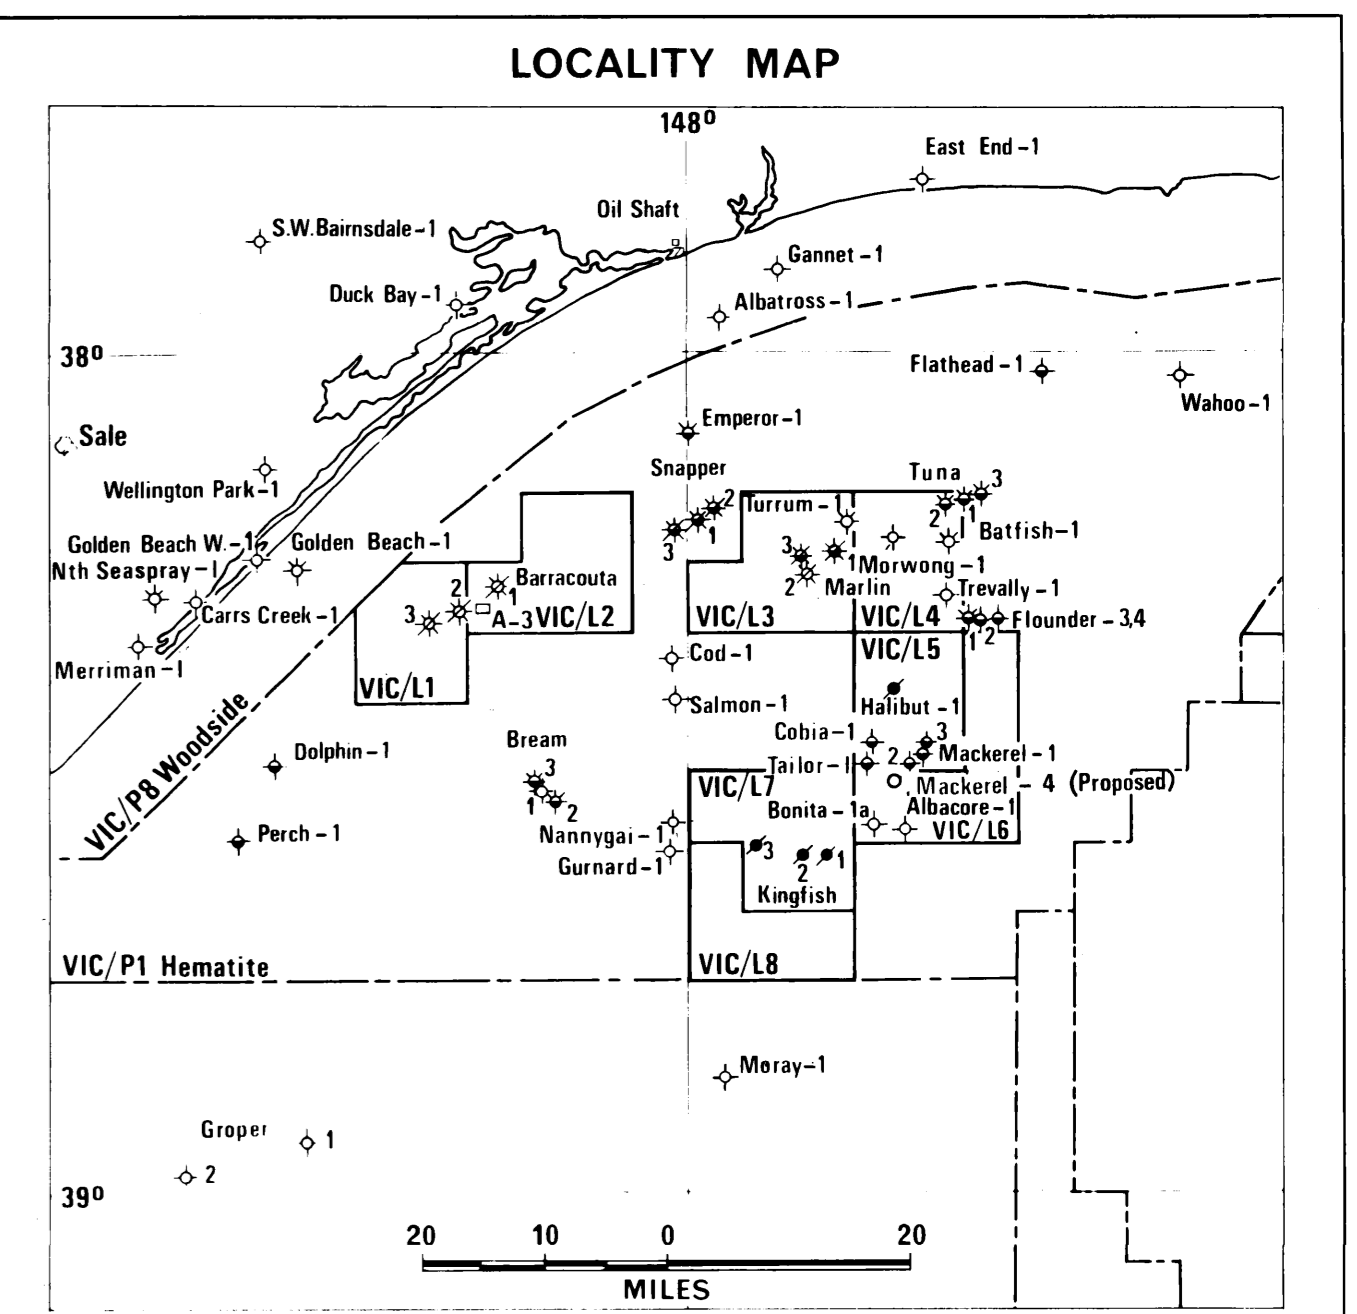 LOCALITY MAP
148⁰
East End-1
Oil Shaft
S.W.Bairnsdale-1
Gannet-1
Duck Bay-1
Albatross-1
38⁰
Flathead-1
Wahoo-1
Emperor-1
Sale
Snapper
Tuna
Wellington Park-1
2
3
Turrum-1
1
2
1
3
Batfish-1
Golden Beach W.-1
Golden Beach-1
Nth Seaspray-1
3
1
Morwong-1
Barracouta
2
1
2
Marlin
Trevally-1
3
A-3
VIC/L2
Carrs Creek-1
VIC/L3
VIC/L4
1
2
Flounder-3,4
VIC/L5
Merriman-1
Cod-1
VIC/L1
Salmon-1
Halibut-1
VIC/P8 Woodside
Bream
Cobia-1
3
Dolphin-1
3
Tailor-1
2
Mackerel-1
VIC/L7
Mackerel-4 (Proposed)
1
2
Bonita-1a
Albacore-1
Perch-1
Nannygai-1
VIC/L6
Gurnard-1
3
2
1
Kingfish
VIC/P1 Hematite
VIC/L8
Moray-1
Groper
1
2
39⁰
20 10 0 20
MILES